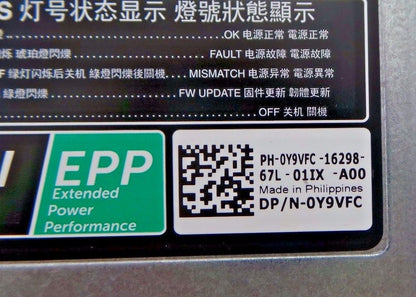 S 灯号状态显示 燈號狀態顯示
OK 电源正常 電源正常
烁 琥珀燈閃爍 FAULT 电源故障 電源故障
F 绿灯闪烁后关机 綠燈閃爍後關機 MISMATCH 电源异常 電源異常
綠燈閃爍 FW UPDATE 固件更新 韌體更新
OFF 关机 關機
EPP
Extended
Power
Performance
PH-0Y9VFC -16298-
67L - 01IX -A00
Made in Philippines
DP/N-0Y9VFC